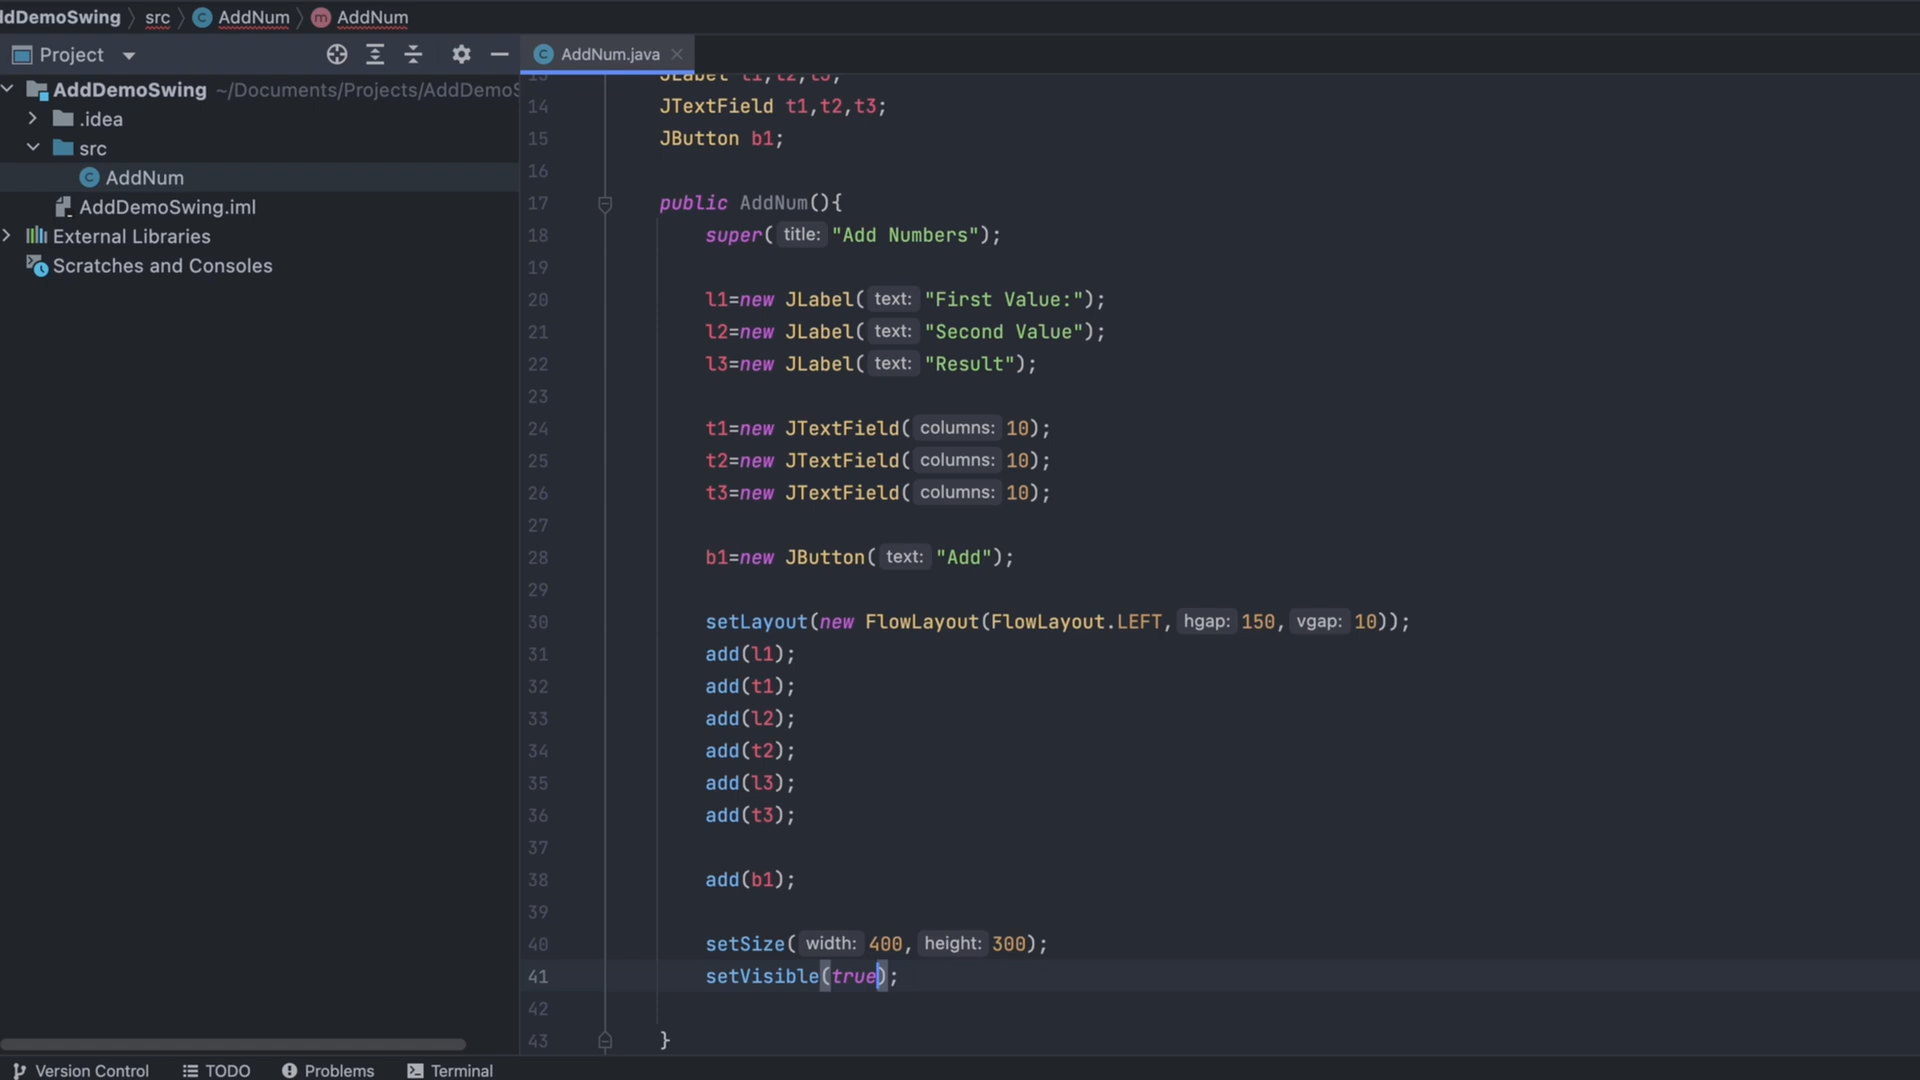 ddDemoSwing src AddNum AddNum
Project
AddNum.java
AddDemoSwing ~/Documents/Projects/AddDemoS
.idea
src
AddNum
AddDemoSwing.iml
External Libraries
Scratches and Consoles
13 JLabel l1,l2,l3;
14 JTextField t1,t2,t3;
15 JButton b1;
16
17 public AddNum(){
18 super( title: "Add Numbers");
19
20 l1=new JLabel( text: "First Value:");
21 l2=new JLabel( text: "Second Value");
22 l3=new JLabel( text: "Result");
23
24 t1=new JTextField( columns: 10);
25 t2=new JTextField( columns: 10);
26 t3=new JTextField( columns: 10);
27
28 b1=new JButton( text: "Add");
29
30 setLayout(new FlowLayout(FlowLayout.LEFT, hgap: 150, vgap: 10));
31 add(l1);
32 add(t1);
33 add(l2);
34 add(t2);
35 add(l3);
36 add(t3);
37
38 add(b1);
39
40 setSize( width: 400, height: 300);
41 setVisible(true);
42
43 }
Version Control TODO Problems Terminal